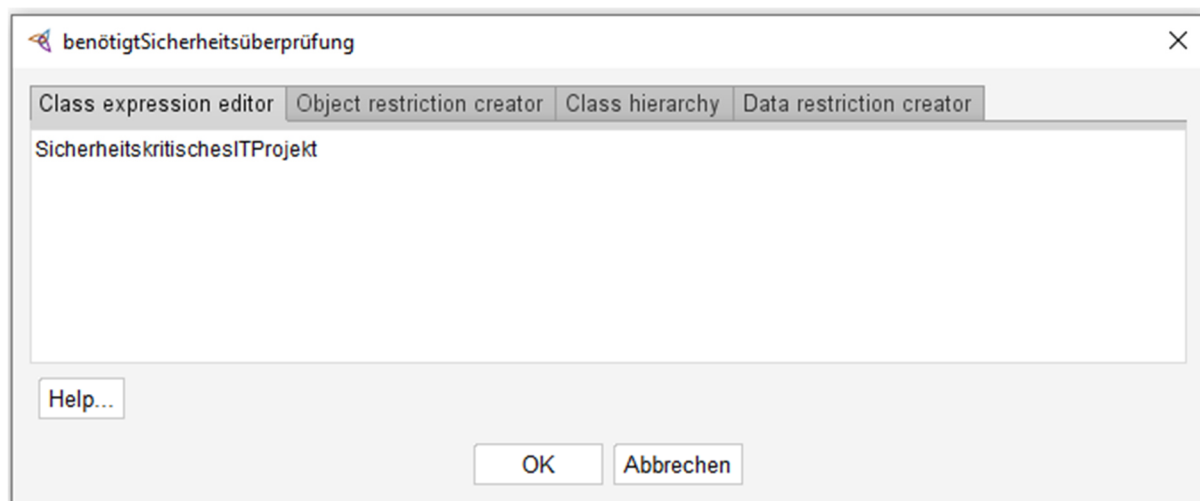 benötigtSicherheitsüberprüfung
Class expression editor Object restriction creator Class hierarchy Data restriction creator
SicherheitskritischesITProjekt
Help...
OK Abbrechen